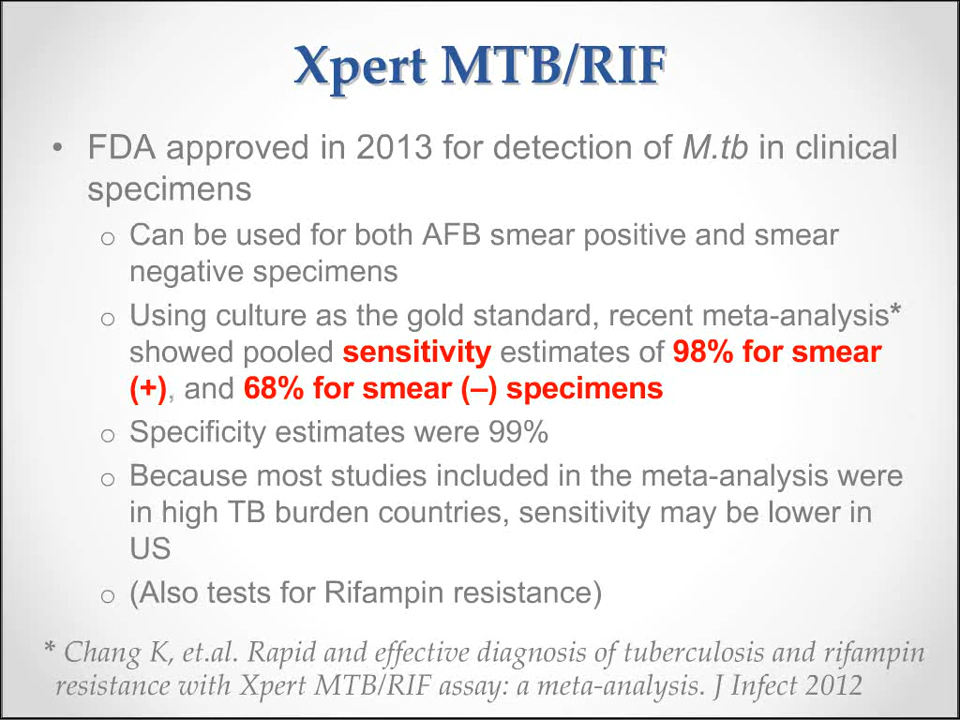 Xpert MTB/RIF
• FDA approved in 2013 for detection of M.tb in clinical
specimens
o Can be used for both AFB smear positive and smear
negative specimens
o Using culture as the gold standard, recent meta-analysis*
showed pooled sensitivity estimates of 98% for smear
(+), and 68% for smear (–) specimens
o Specificity estimates were 99%
o Because most studies included in the meta-analysis were
in high TB burden countries, sensitivity may be lower in
US
o (Also tests for Rifampin resistance)
* Chang K, et.al. Rapid and effective diagnosis of tuberculosis and rifampin
resistance with Xpert MTB/RIF assay: a meta-analysis. J Infect 2012